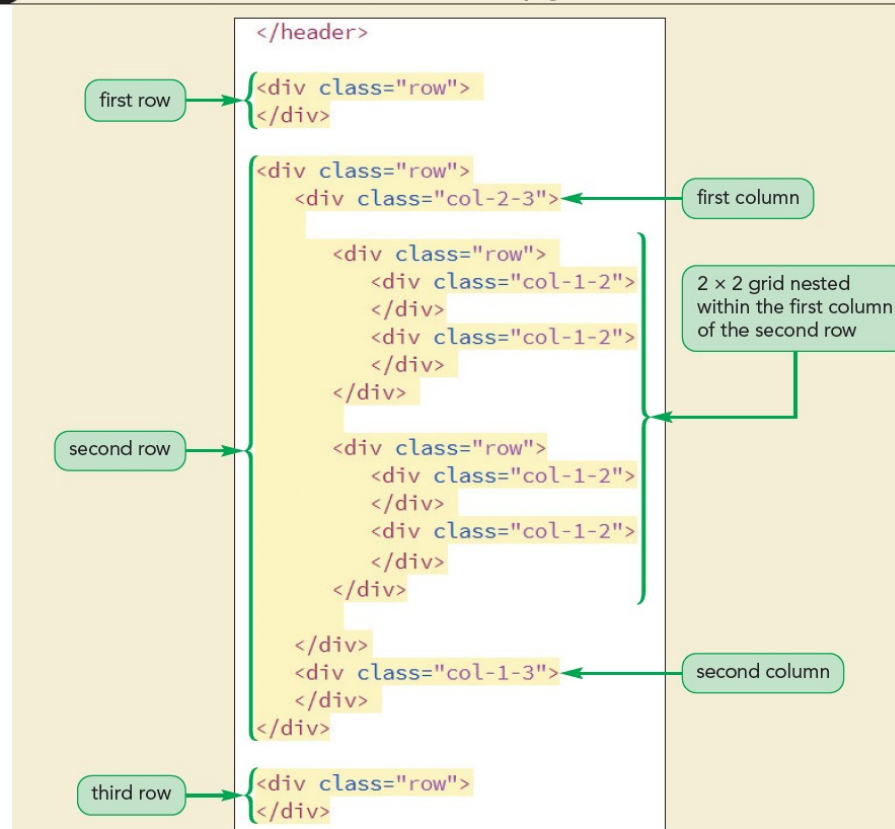 </header>
first row
<div class="row">
</div>
<div class="row">
<div class="col-2-3">
first column
<div class="row">
<div class="col-1-2">
</div>
<div class="col-1-2">
</div>
</div>
2 × 2 grid nested
within the first column
of the second row
second row
<div class="row">
<div class="col-1-2">
</div>
<div class="col-1-2">
</div>
</div>
</div>
<div class="col-1-3">
second column
</div>
</div>
third row
<div class="row">
</div>